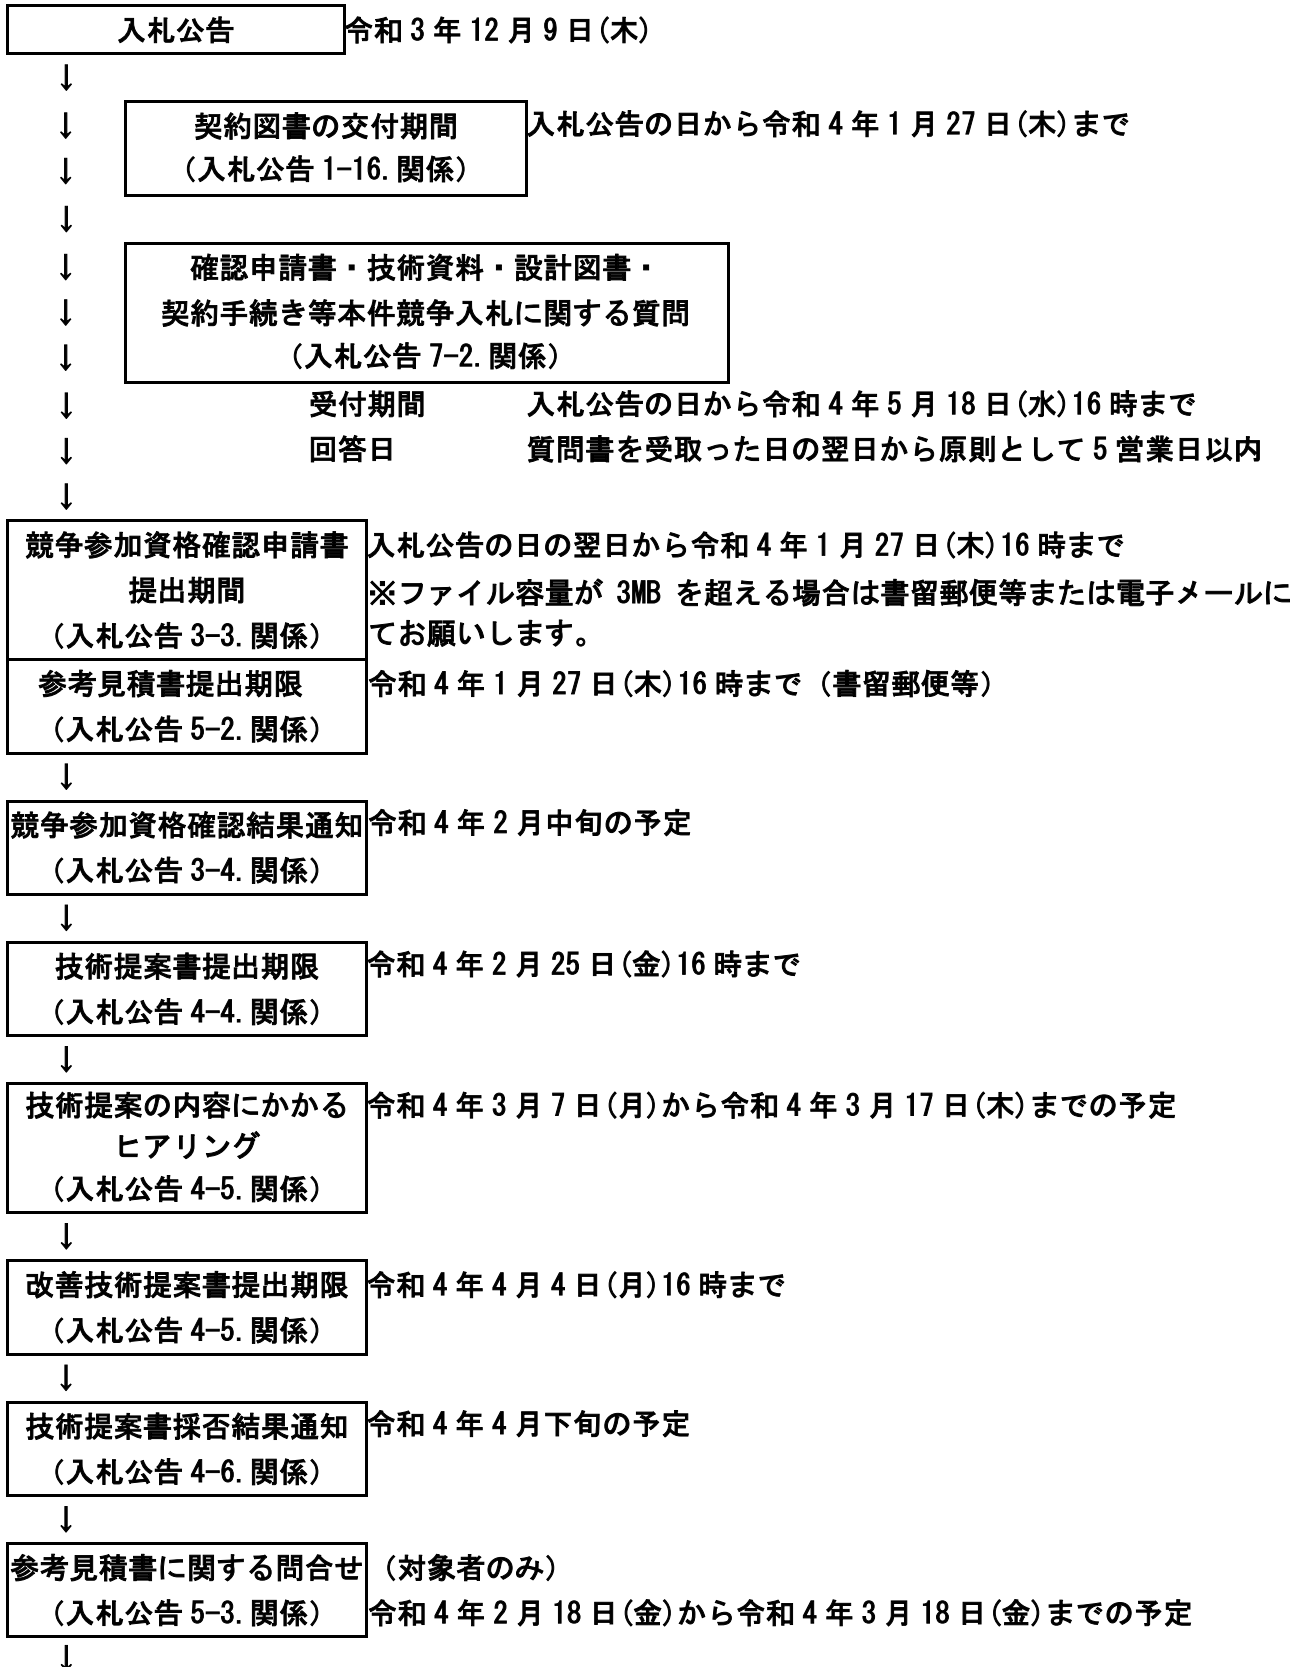 入札公告 令和3年12月9日(木)
↓
↓ 契約図書の交付期間 入札公告の日から令和4年1月27日(木)まで
↓ （入札公告1-16.関係）
↓
↓ 確認申請書・技術資料・設計図書・
↓ 契約手続き等本件競争入札に関する質問
↓ （入札公告7-2.関係）
↓ 受付期間 入札公告の日から令和4年5月18日(水)16時まで
↓ 回答日 質問書を受取った日の翌日から原則として5営業日以内
↓
競争参加資格確認申請書 入札公告の日の翌日から令和4年1月27日(木)16時まで
提出期間 ※ファイル容量が 3MB を超える場合は書留郵便等または電子メールに
（入札公告3-3.関係） てお願いします。
参考見積書提出期限 令和4年1月27日(木)16時まで（書留郵便等）
（入札公告5-2.関係）
↓
競争参加資格確認結果通知 令和4年2月中旬の予定
（入札公告3-4.関係）
↓
技術提案書提出期限 令和4年2月25日(金)16時まで
（入札公告4-4.関係）
↓
技術提案の内容にかかる 令和4年3月7日(月)から令和4年3月17日(木)までの予定
ヒアリング
（入札公告4-5.関係）
↓
改善技術提案書提出期限 令和4年4月4日(月)16時まで
（入札公告4-5.関係）
↓
技術提案書採否結果通知 令和4年4月下旬の予定
（入札公告4-6.関係）
↓
参考見積書に関する問合せ （対象者のみ）
（入札公告5-3.関係） 令和4年2月18日(金)から令和4年3月18日(金)までの予定
↓